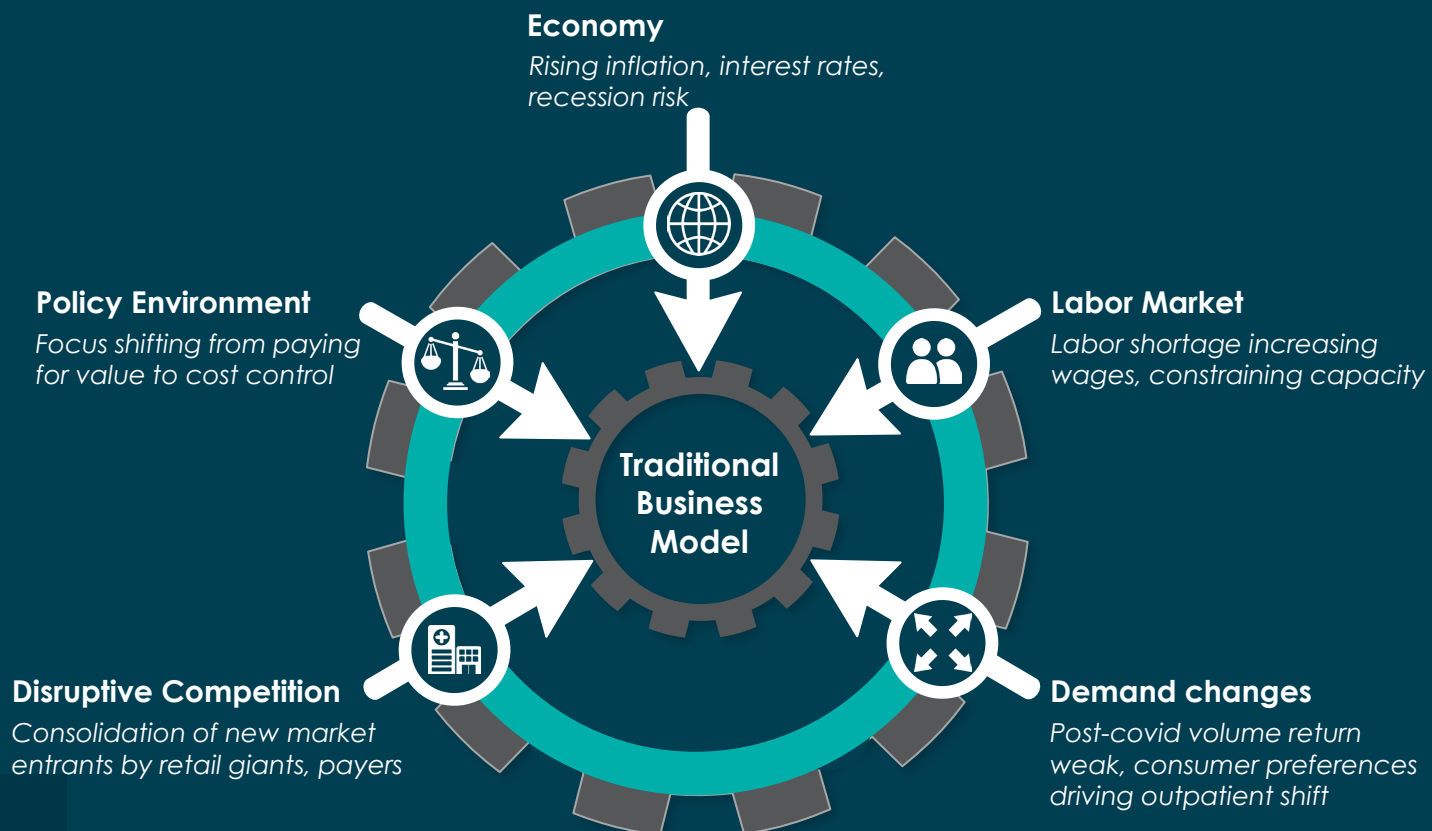 Economy
Rising inflation, interest rates,
recession risk
Policy Environment
Focus shifting from paying
for value to cost control
Labor Market
Labor shortage increasing
wages, constraining capacity
Traditional
Business
Model
Disruptive Competition
Consolidation of new market
entrants by retail giants, payers
Demand changes
Post-covid volume return
weak, consumer preferences
driving outpatient shift